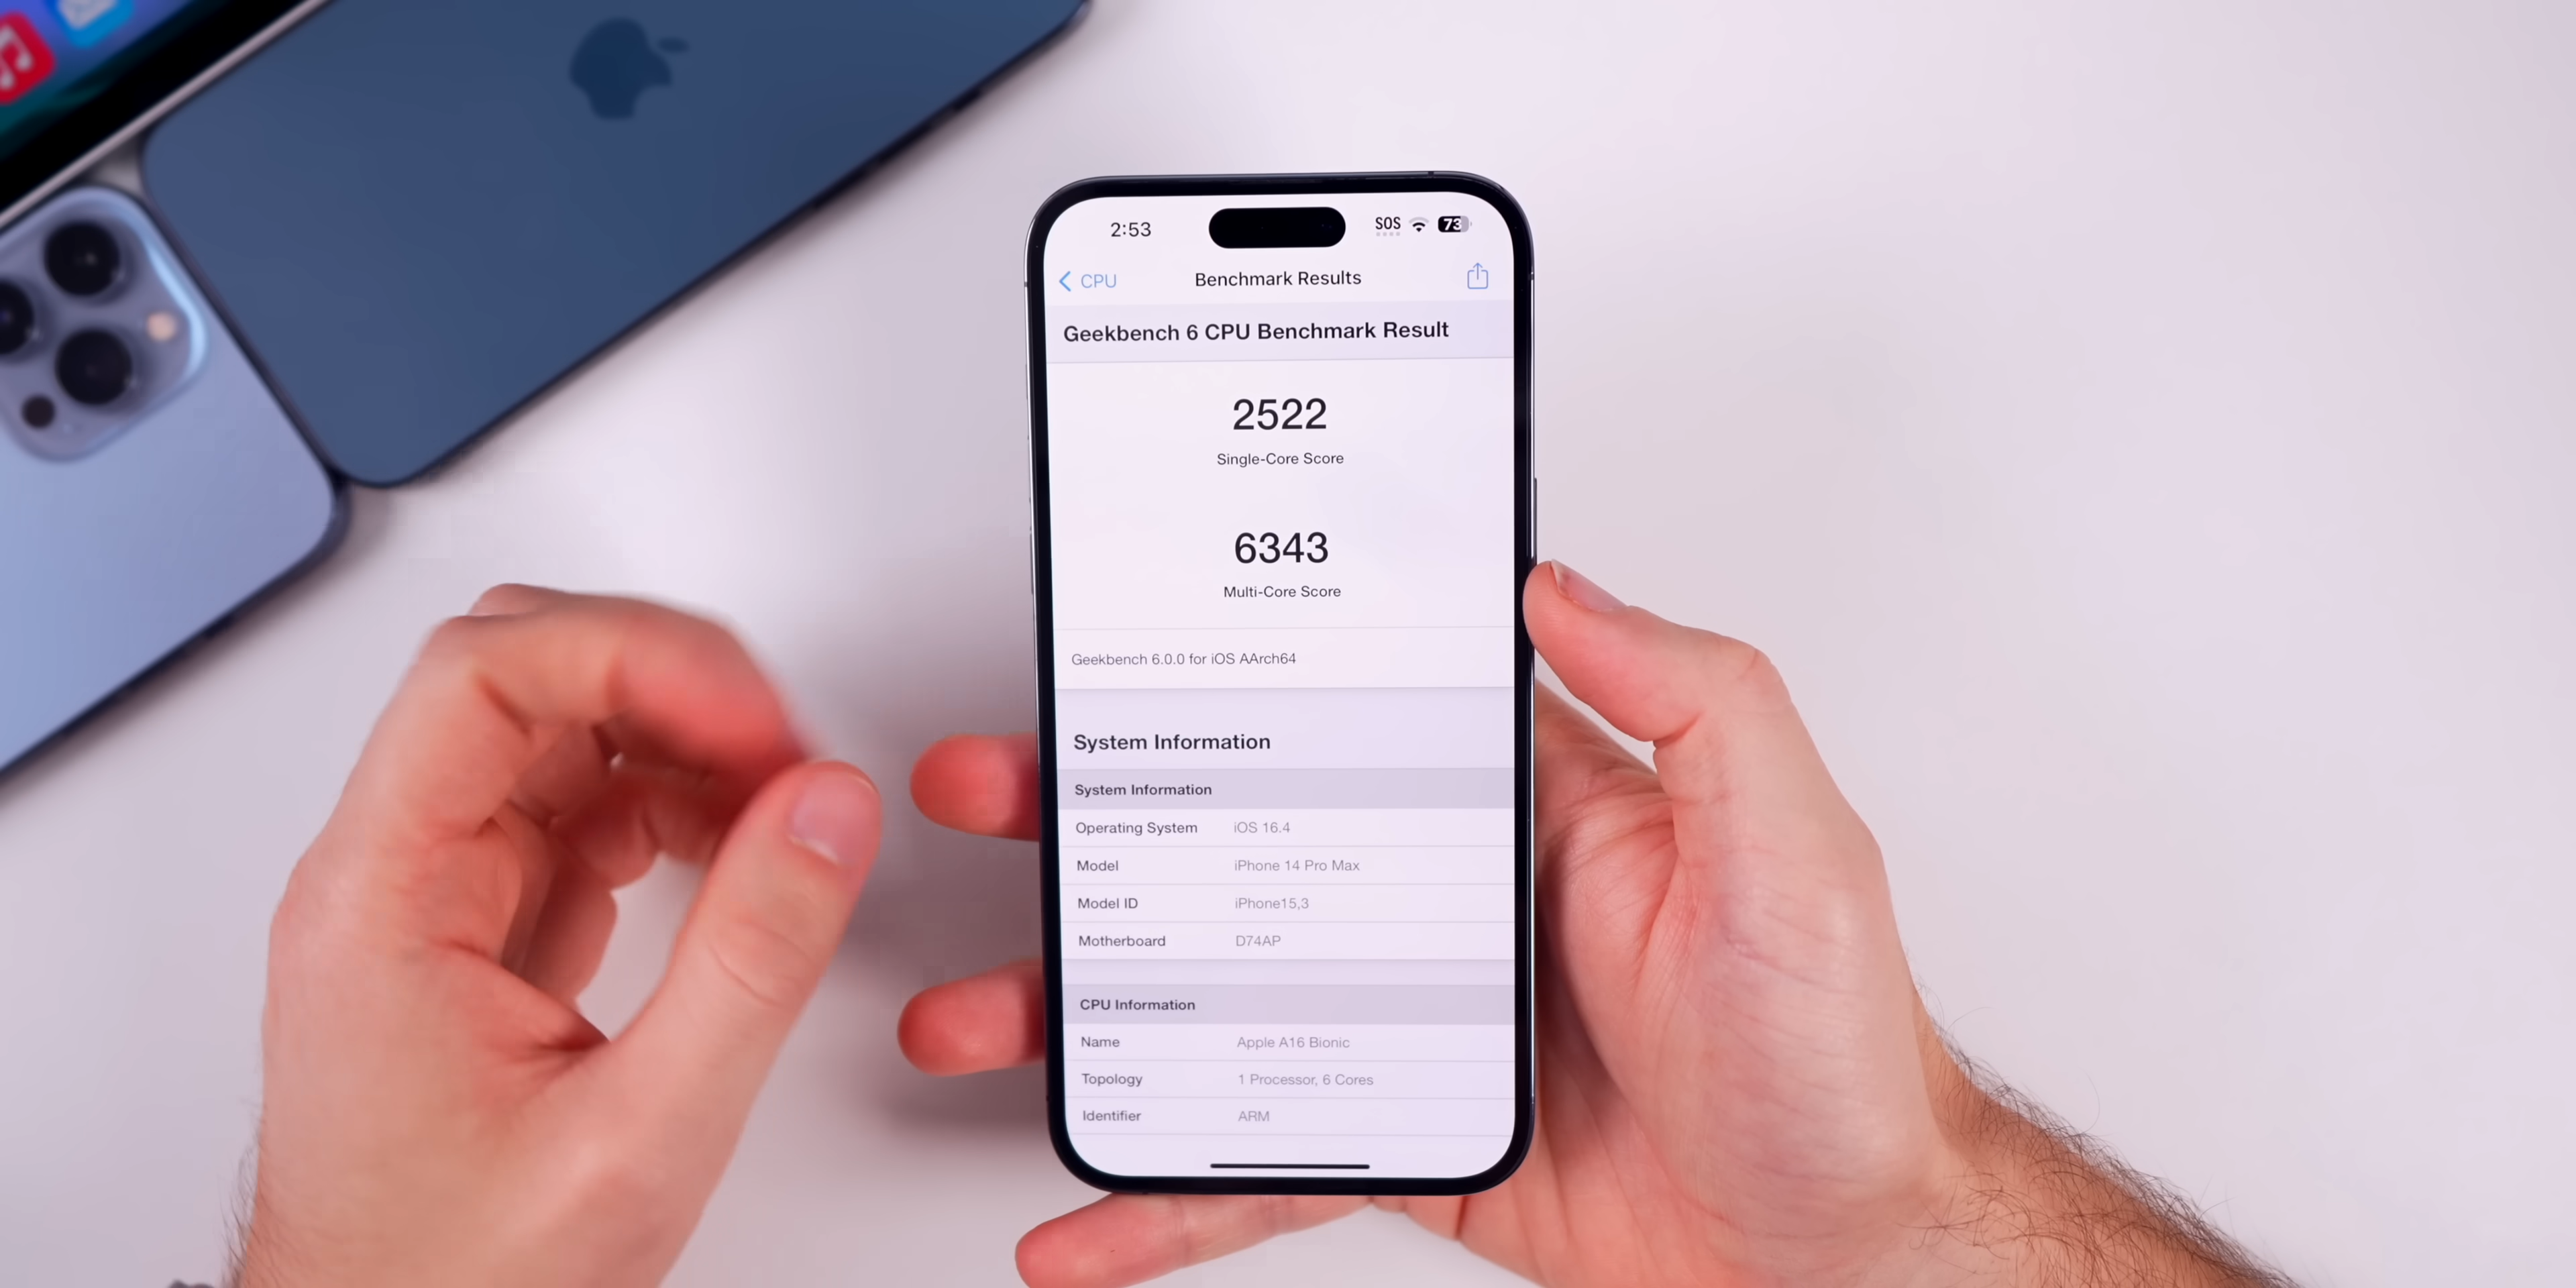 2:53
SOS
73
CPU
Benchmark Results
Geekbench 6 CPU Benchmark Result
2522
Single-Core Score
6343
Multi-Core Score
Geekbench 6.0.0 for iOS AArch64
System Information
System Information
Operating System iOS 16.4
Model iPhone 14 Pro Max
Model ID iPhone15,3
Motherboard D74AP
CPU Information
Name Apple A16 Bionic
Topology 1 Processor, 6 Cores
Identifier ARM